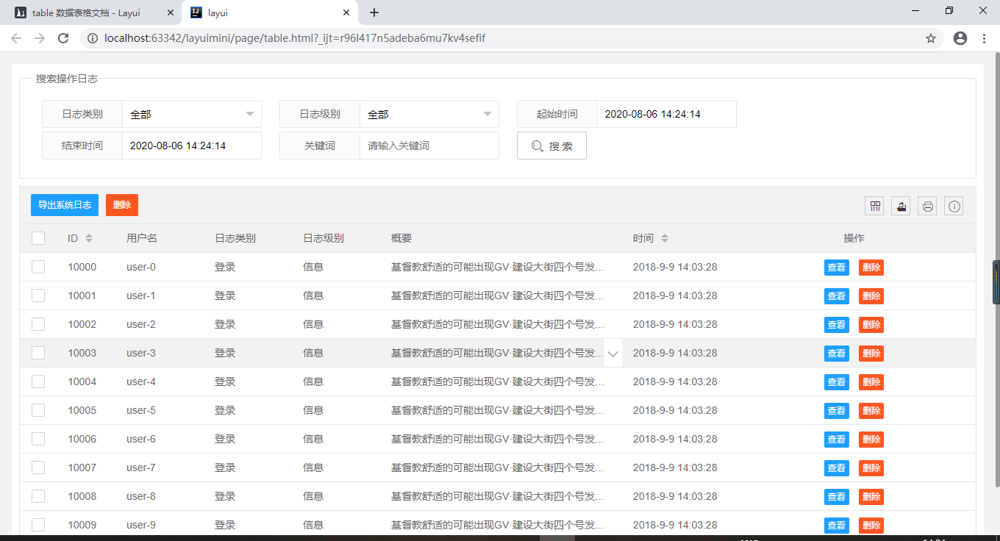 table 数据表格文档 - Layui
layui
localhost:63342/layuimini/page/table.html?_ijt=r96l417n5adeba6mu7kv4sefif
搜索操作日志
日志类别 全部 日志级别 全部 起始时间 2020-08-06 14:24:14
结束时间 2020-08-06 14:24:14 关键词 请输入关键词 搜 索
导出系统日志 删除
ID 用户名 日志类别 日志级别 概要 时间 操作
10000 user-0 登录 信息 基督教舒适的可能出现GV·建设大街四个号发… 2018-9-9 14:03:28 查看 删除
10001 user-1 登录 信息 基督教舒适的可能出现GV·建设大街四个号发… 2018-9-9 14:03:28 查看 删除
10002 user-2 登录 信息 基督教舒适的可能出现GV·建设大街四个号发… 2018-9-9 14:03:28 查看 删除
10003 user-3 登录 信息 基督教舒适的可能出现GV·建设大街四个号发… 2018-9-9 14:03:28 查看 删除
10004 user-4 登录 信息 基督教舒适的可能出现GV·建设大街四个号发… 2018-9-9 14:03:28 查看 删除
10005 user-5 登录 信息 基督教舒适的可能出现GV·建设大街四个号发… 2018-9-9 14:03:28 查看 删除
10006 user-6 登录 信息 基督教舒适的可能出现GV·建设大街四个号发… 2018-9-9 14:03:28 查看 删除
10007 user-7 登录 信息 基督教舒适的可能出现GV·建设大街四个号发… 2018-9-9 14:03:28 查看 删除
10008 user-8 登录 信息 基督教舒适的可能出现GV·建设大街四个号发… 2018-9-9 14:03:28 查看 删除
10009 user-9 登录 信息 基督教舒适的可能出现GV·建设大街四个号发… 2018-9-9 14:03:28 查看 删除